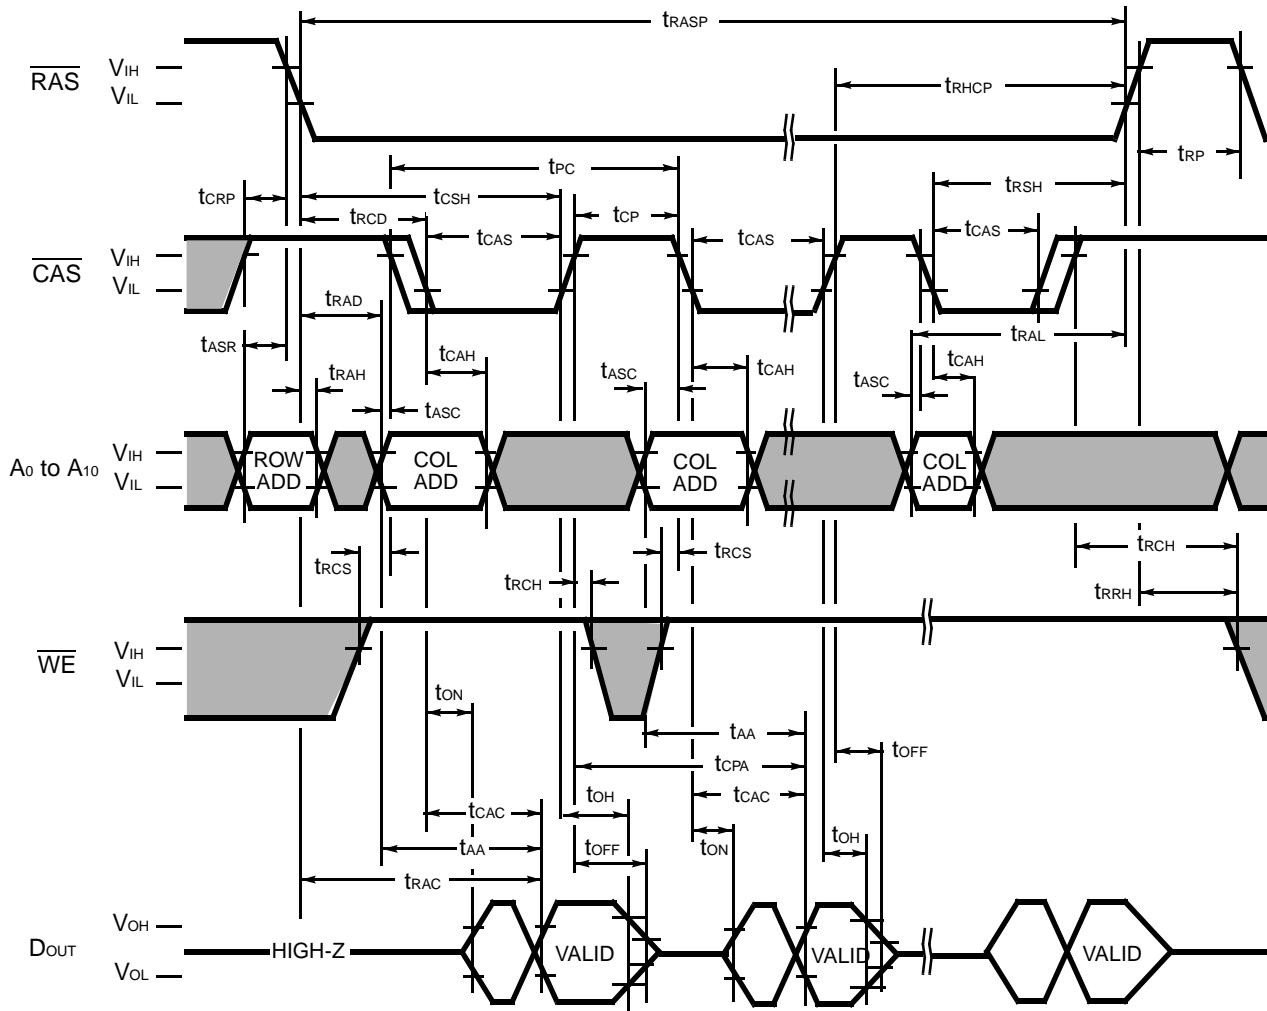 tRASP
RAS
VIH
VIL
tRHCP
tRP
tPC
tCRP
tCSH
tRSH
tRCD
tCP
tCAS
tCAS
tCAS
CAS
VIH
VIL
tRAD
tASR
tRAL
tCAH
tRAH
tASC
tASC
tCAH
tASC
tCAH
A0 to A10
VIH
VIL
ROW
ADD
COL
ADD
COL
ADD
COL
ADD
tRCS
tRCH
tRCS
tRCH
tRRH
WE
VIH
VIL
tON
tAA
tOFF
tCPA
tCAC
tOH
tCAC
tAA
tOFF
tON
tOH
tRAC
DOUT
VOH
VOL
HIGH-Z
VALID
VALID
VALID